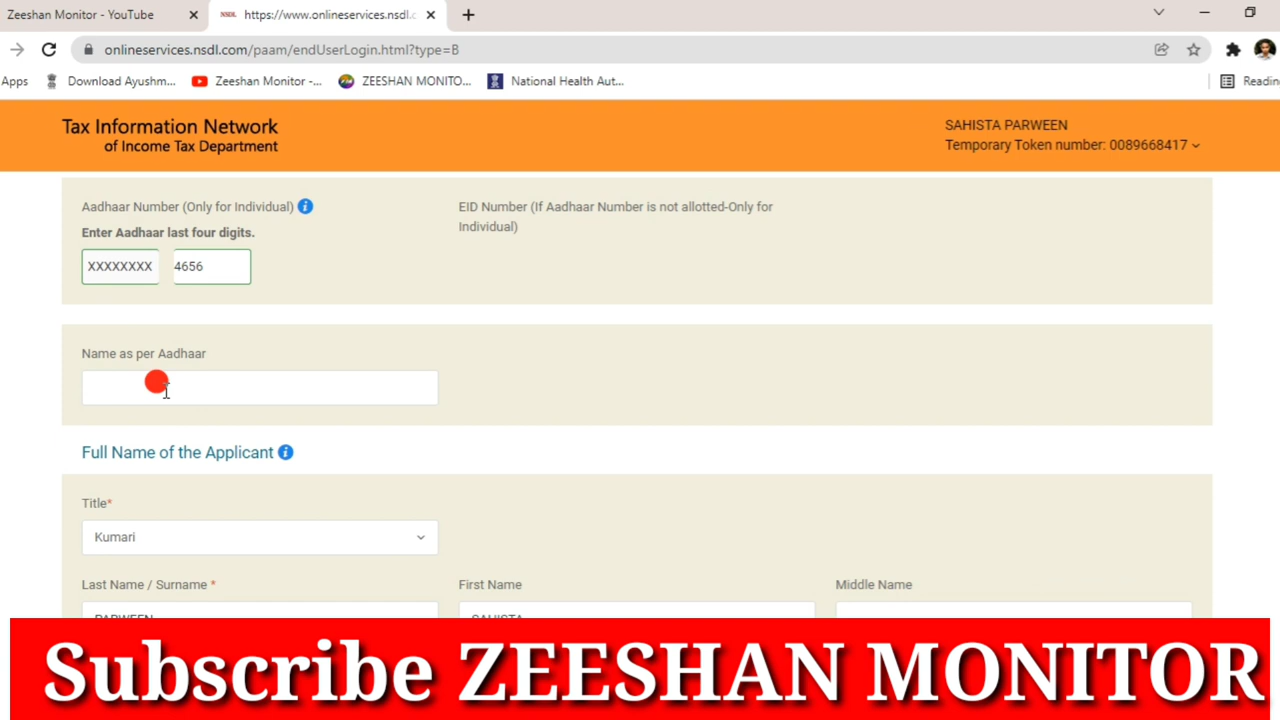 Zeeshan Monitor - YouTube
NSDL https://www.onlineservices.nsdl.c
onlineservices.nsdl.com/paam/endUserLogin.html?type=B
Apps Download Ayushm... Zeeshan Monitor -... ZEESHAN MONITO... National Health Aut... Readin
Tax Information Network
of Income Tax Department
SAHISTA PARWEEN
Temporary Token number: 0089668417
Aadhaar Number (Only for Individual)
EID Number (If Aadhaar Number is not allotted-Only for
Individual)
Enter Aadhaar last four digits.
XXXXXXXX 4656
Name as per Aadhaar
Full Name of the Applicant
Title*
Kumari
Last Name / Surname * First Name Middle Name
PARWEEN SAHISTA
Subscribe ZEESHAN MONITOR